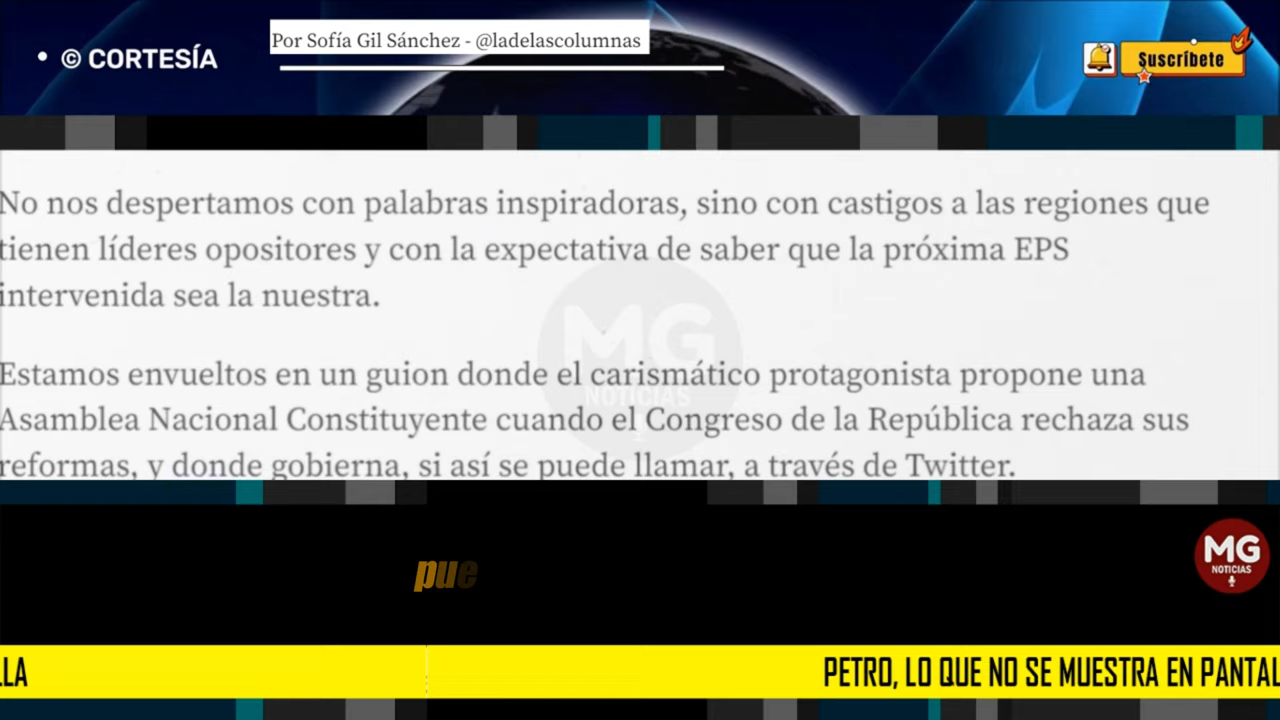 • © CORTESÍA
Por Sofía Gil Sánchez - @ladelascolumnas
Suscríbete
No nos despertamos con palabras inspiradoras, sino con castigos a las regiones que
tienen líderes opositores y con la expectativa de saber que la próxima EPS
intervenida sea la nuestra.
Estamos envueltos en un guion donde el carismático protagonista propone una
Asamblea Nacional Constituyente cuando el Congreso de la República rechaza sus
reformas, y donde gobierna, si así se puede llamar, a través de Twitter.
MG
NOTICIAS
pue
MG
NOTICIAS
LLA
PETRO, LO QUE NO SE MUESTRA EN PANTAL